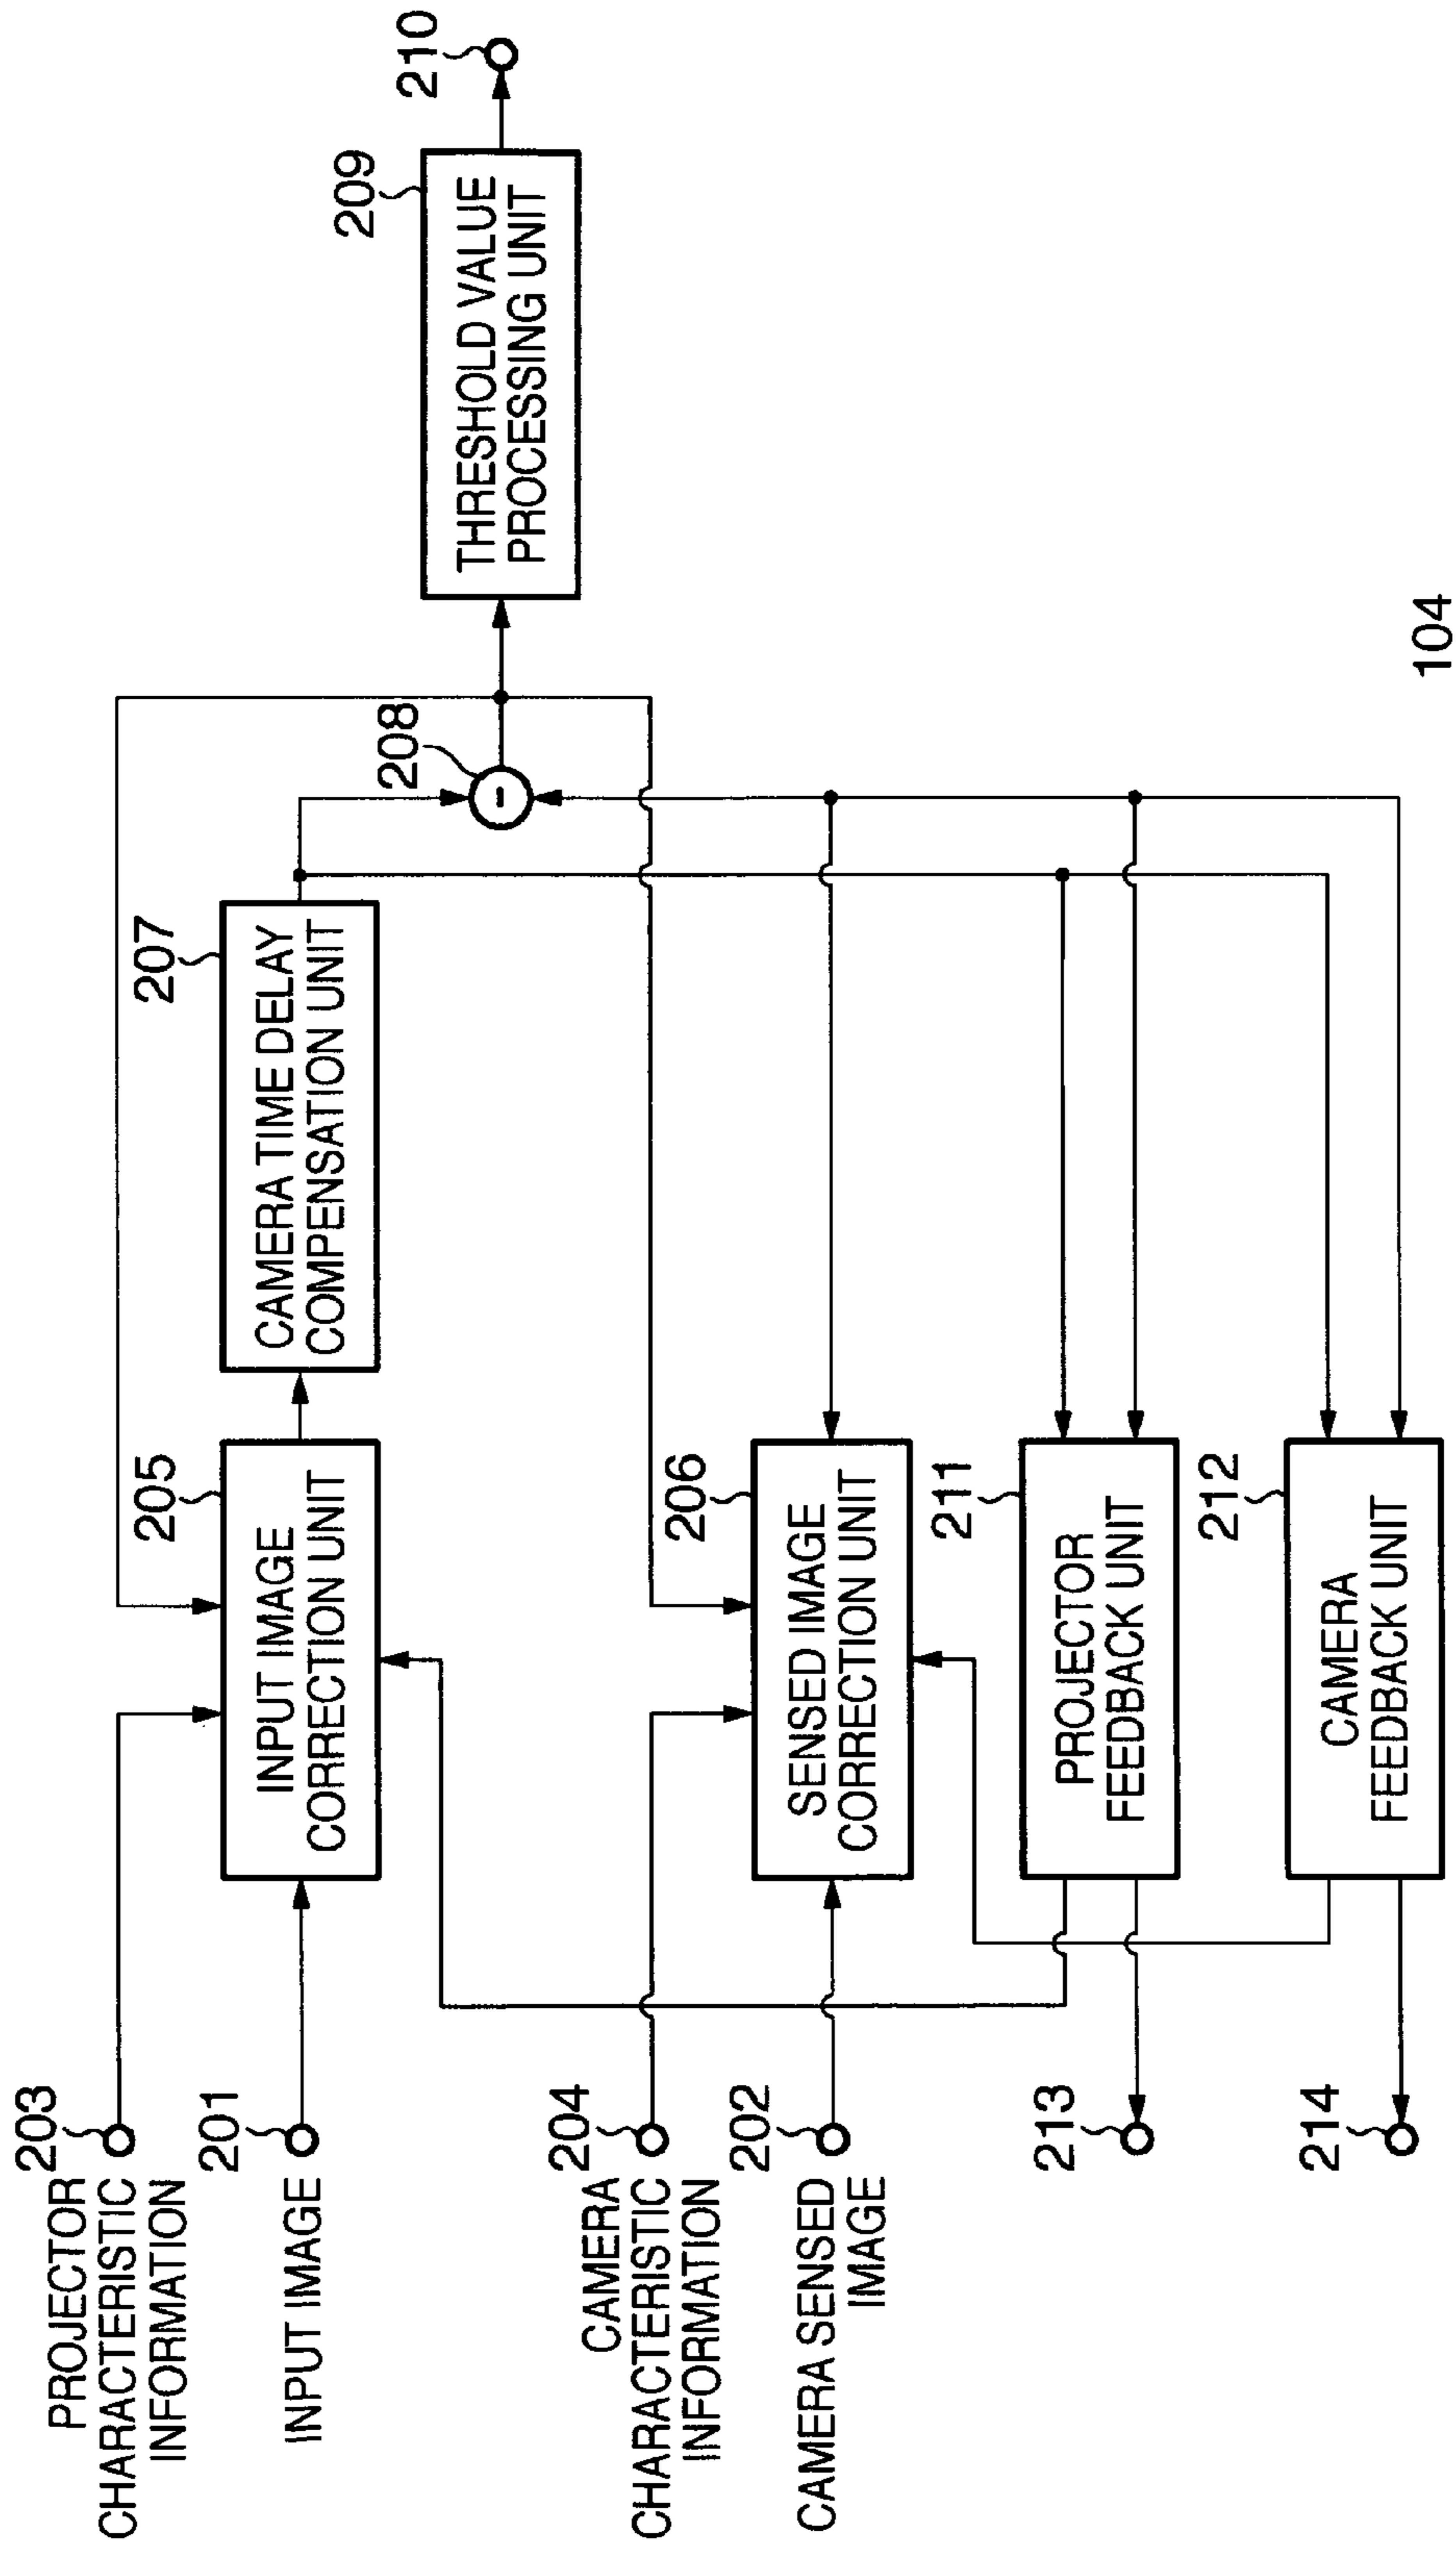 203
PROJECTOR
CHARACTERISTIC
INFORMATION
201
INPUT IMAGE
204
CAMERA
CHARACTERISTIC
INFORMATION
202
CAMERA SENSED
IMAGE
213
214
205
INPUT IMAGE
CORRECTION UNIT
206
SENSED IMAGE
CORRECTION UNIT
211
PROJECTOR
FEEDBACK UNIT
212
CAMERA
FEEDBACK UNIT
207
CAMERA TIME DELAY
COMPENSATION UNIT
208
-
209
THRESHOLD VALUE
PROCESSING UNIT
210
104